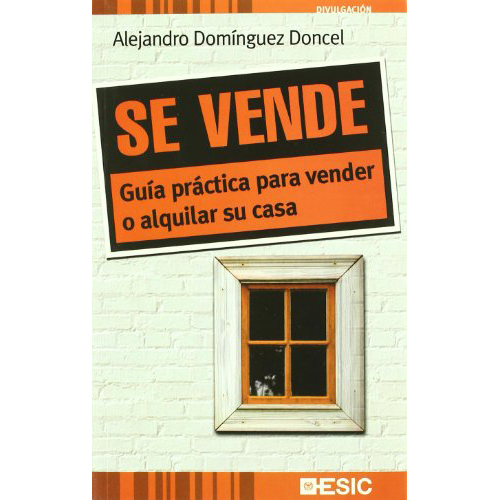 DIVULGACIÓN
Alejandro Domínguez Doncel
SE VENDE
Guía práctica para vender
o alquilar su casa
ESIC